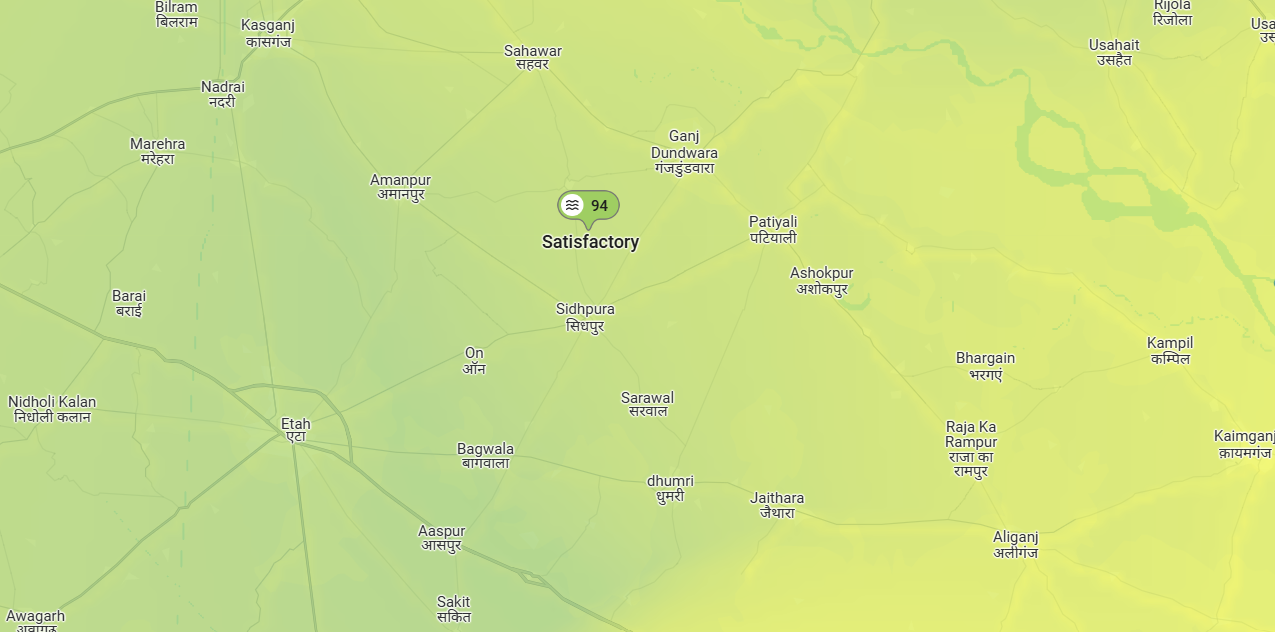 Bilram
बिलराम
Kasganj
कासगंज
Sahawar
सहवर
Rijola
रिजोला
Usahait
उसहैत
Nadrai
नदरी
Marehra
मरेहरा
Ganj
Dundwara
गंजडुंडवारा
Amanpur
अमानपुर
94
Satisfactory
Patiyali
पटियाली
Ashokpur
अशोकपुर
Barai
बराई
Sidhpura
सिधपुर
On
ऑन
Kampil
कम्पिल
Bhargain
भरगएं
Nidholi Kalan
निधोली कलान
Sarawal
सरवाल
Etah
एटा
Raja Ka
Rampur
राजा का
रामपुर
Kaimganj
क़ायमगंज
Bagwala
बागवाला
dhumri
धुमरी
Jaithara
जैथारा
Aaspur
आसपुर
Aliganj
अलीगंज
Sakit
सकित
Awagarh